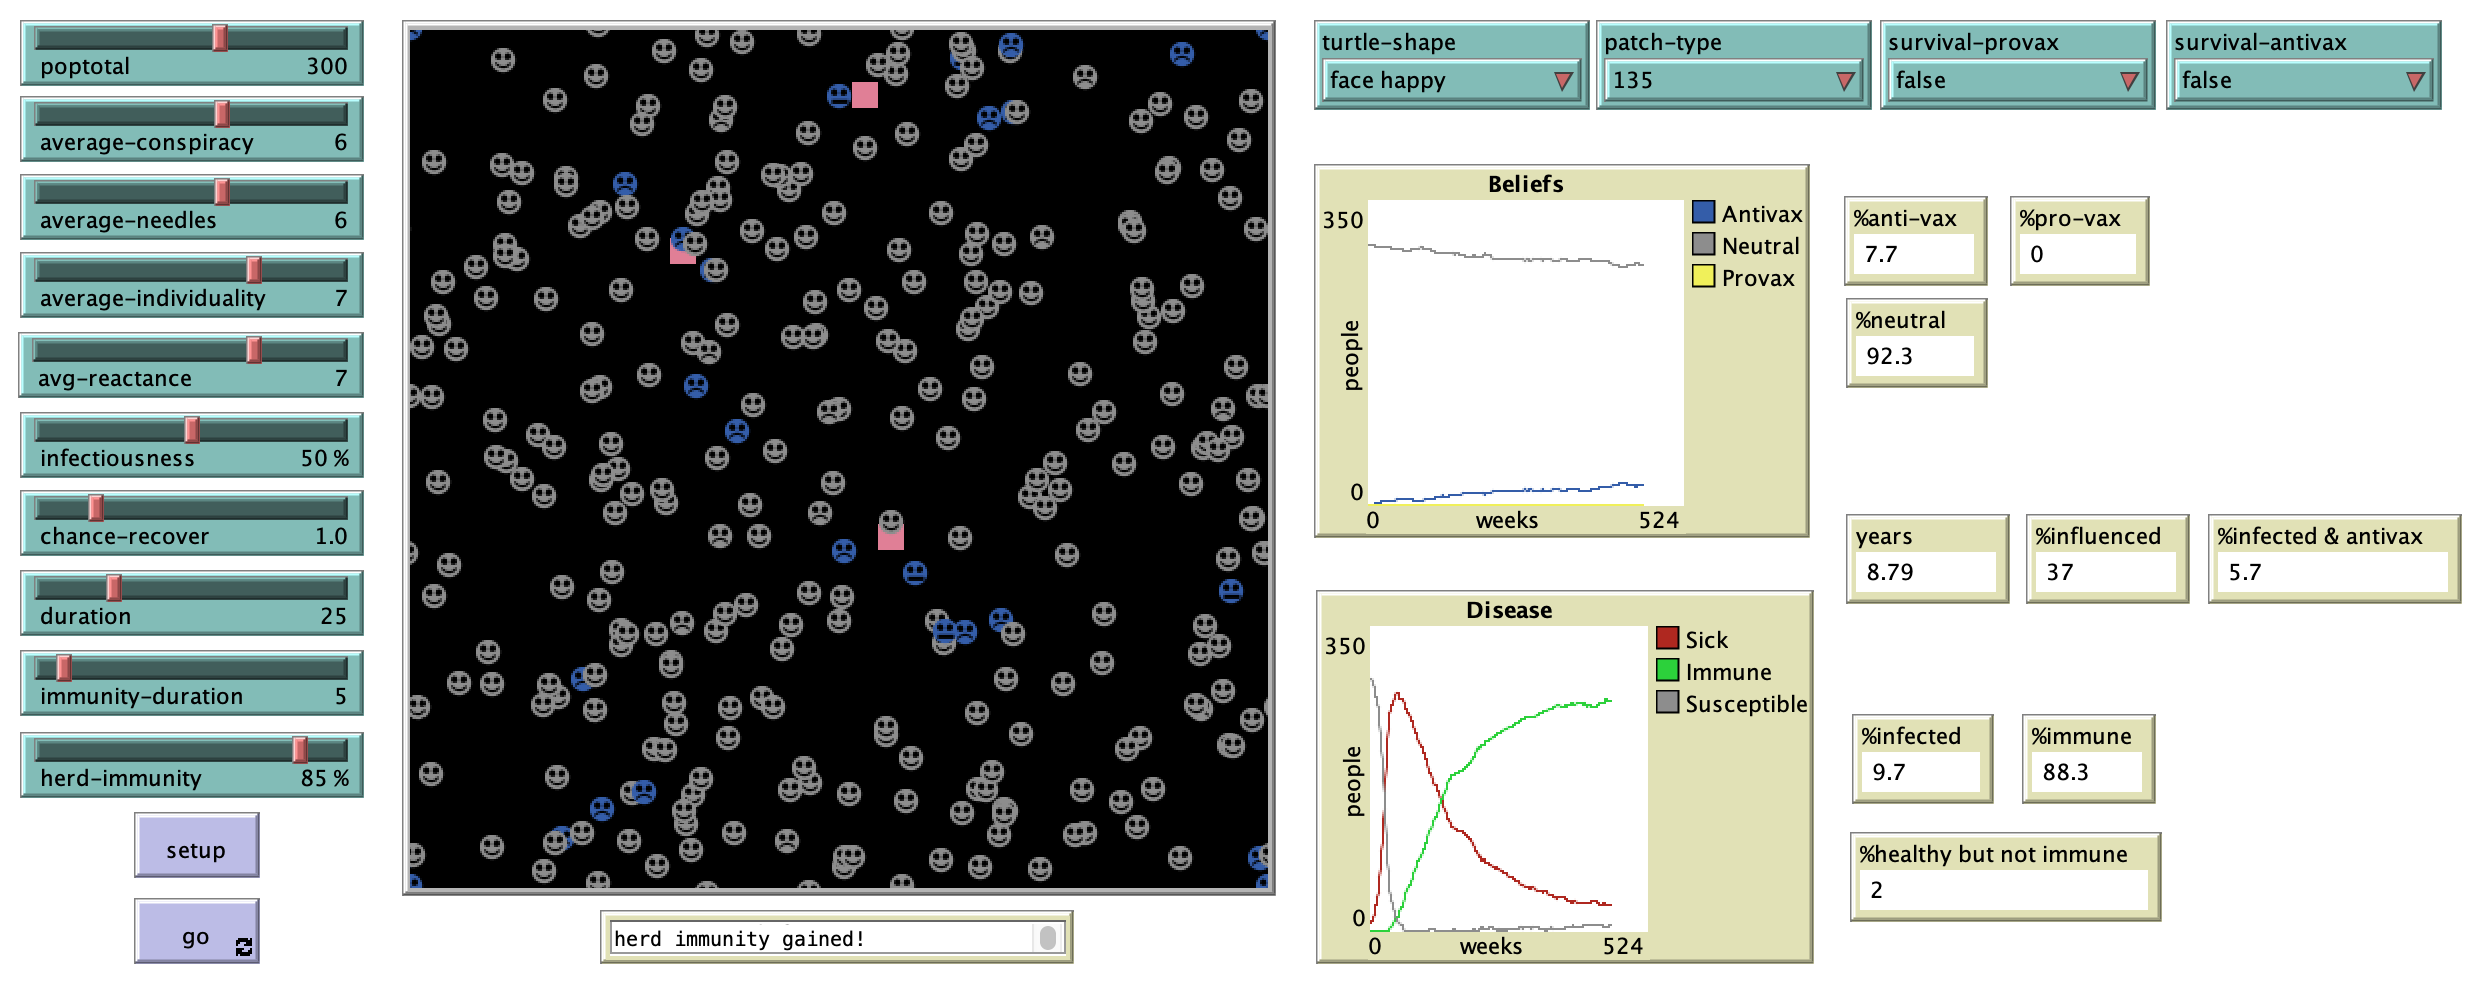 poptotal 300
average-conspiracy 6
average-needles 6
average-individuality 7
avg-reactance 7
infectiousness 50 %
chance-recover 1.0
duration 25
immunity-duration 5
herd-immunity 85 %
setup
go
herd immunity gained!
turtle-shape
face happy
patch-type
135
survival-provax
false
survival-antivax
false
Beliefs
350
people
0
0 weeks 524
Antivax
Neutral
Provax
%anti-vax
7.7
%pro-vax
0
%neutral
92.3
years
8.79
%influenced
37
%infected & antivax
5.7
Disease
350
people
0
0 weeks 524
Sick
Immune
Susceptible
%infected
9.7
%immune
88.3
%healthy but not immune
2